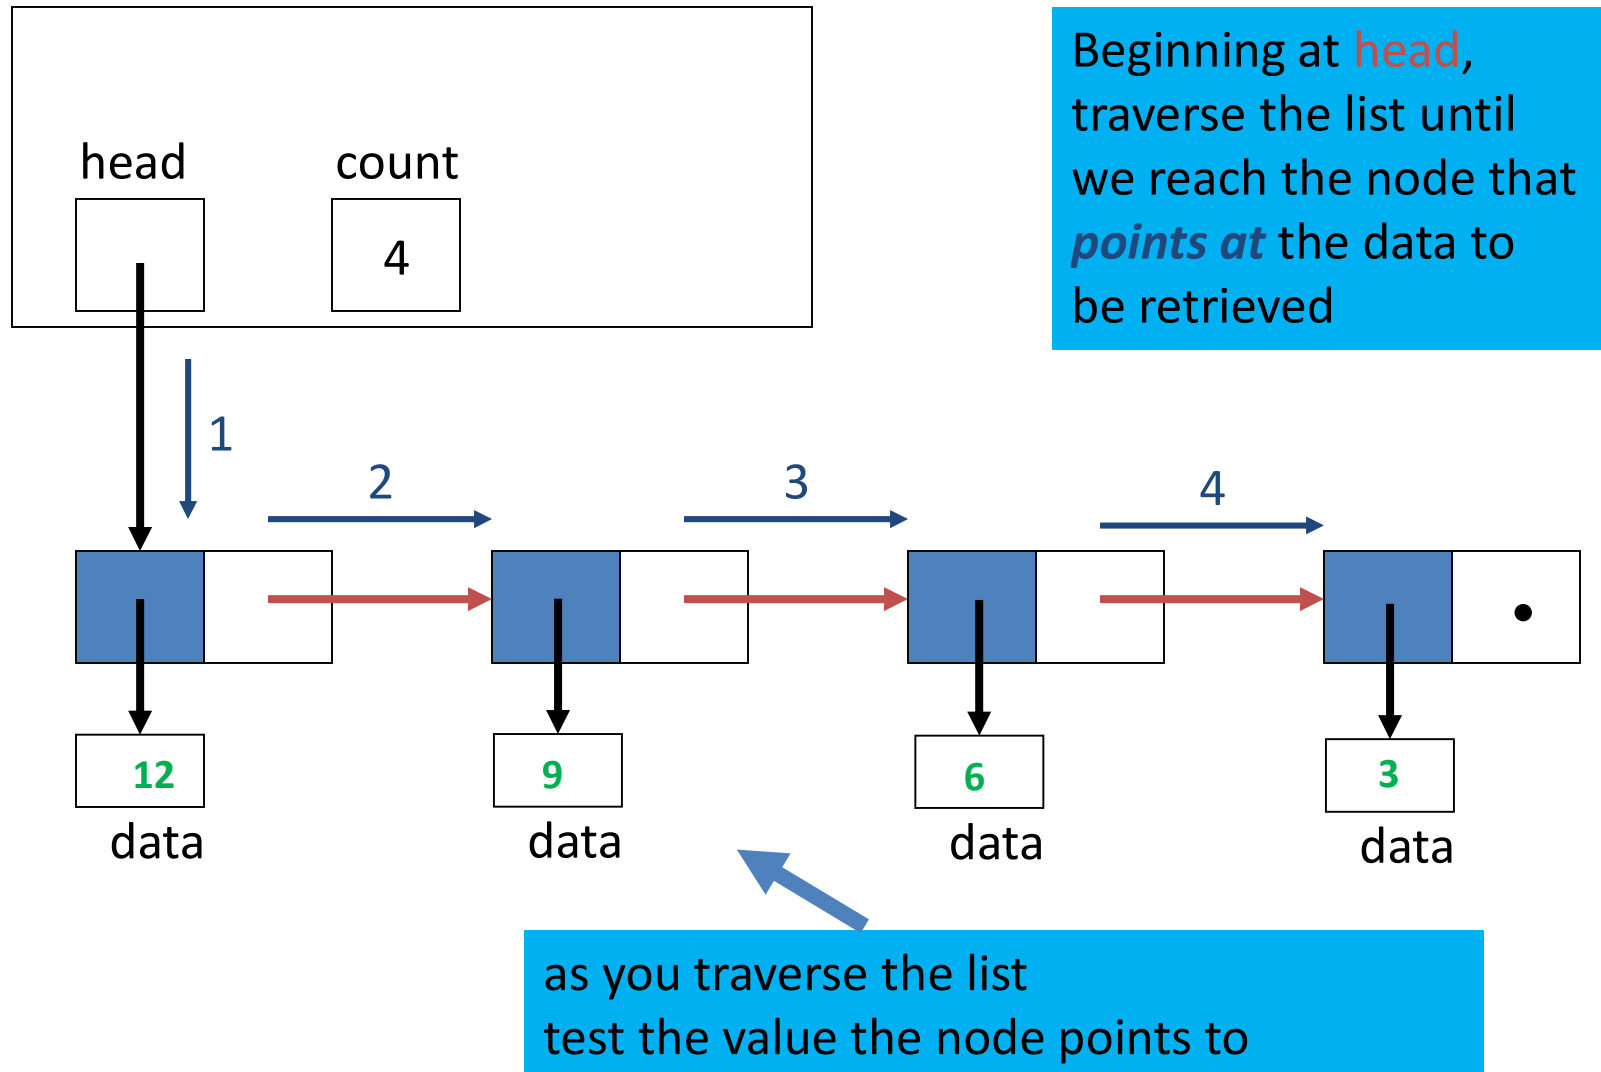 Beginning at head,
traverse the list until
we reach the node that
points at the data to
be retrieved
head
count
4
1
2
3
4
12
9
6
3
data
data
data
data
as you traverse the list
test the value the node points to